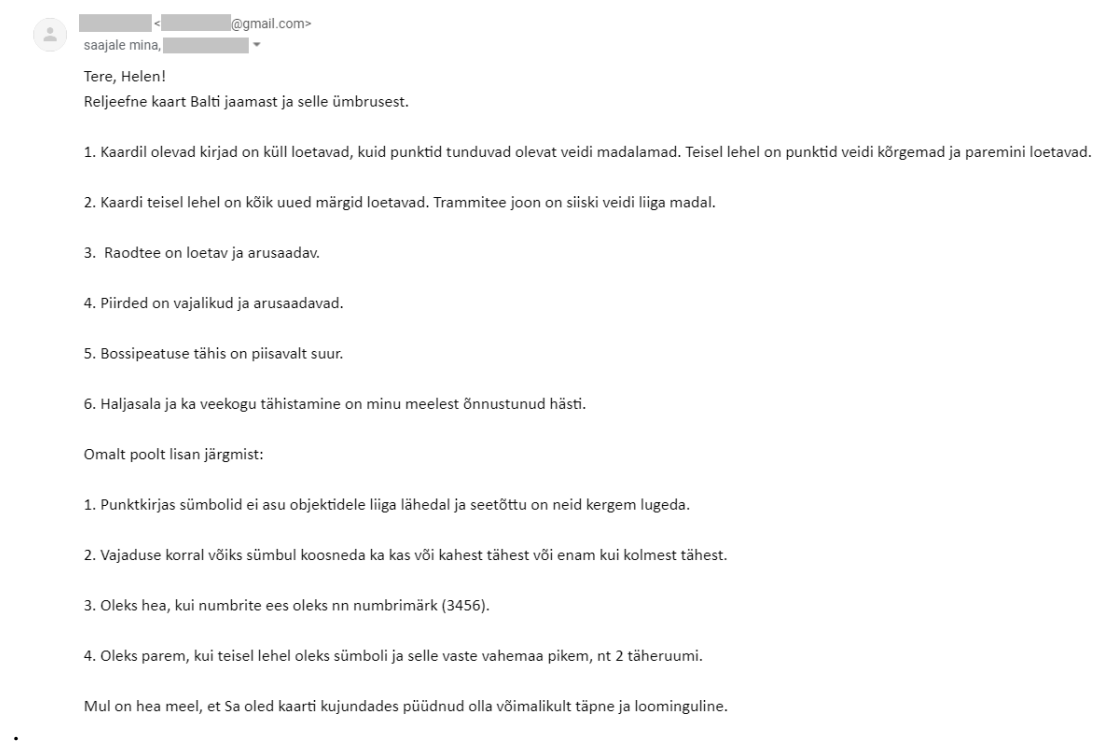 < @gmail.com>
saajale mina,
Tere, Helen!
Reljeefne kaart Balti jaamast ja selle ümbrusest.
1. Kaardil olevad kirjad on küll loetavad, kuid punktid tunduvad olevat veidi madalamad. Teisel lehel on punktid veidi kõrgemad ja paremini loetavad.
2. Kaardi teisel lehel on kõik uued märgid loetavad. Trammitee joon on siiski veidi liiga madal.
3. Raodtee on loetav ja arusaadav.
4. Piirded on vajalikud ja arusaadavad.
5. Bossipeatuse tähis on piisavalt suur.
6. Haljasala ja ka veekogu tähistamine on minu meelest õnnustunud hästi.
Omalt poolt lisan järgmist:
1. Punktkirjas sümbolid ei asu objektidele liiga lähedal ja seetõttu on neid kergem lugeda.
2. Vajaduse korral võiks sümbul koosneda ka kas või kahest tähest või enam kui kolmest tähest.
3. Oleks hea, kui numbrite ees oleks nn numbrimärk (3456).
4. Oleks parem, kui teisel lehel oleks sümboli ja selle vaste vahemaa pikem, nt 2 täheruumi.
Mul on hea meel, et Sa oled kaarti kujundades püüdnud olla võimalikult täpne ja loominguline.